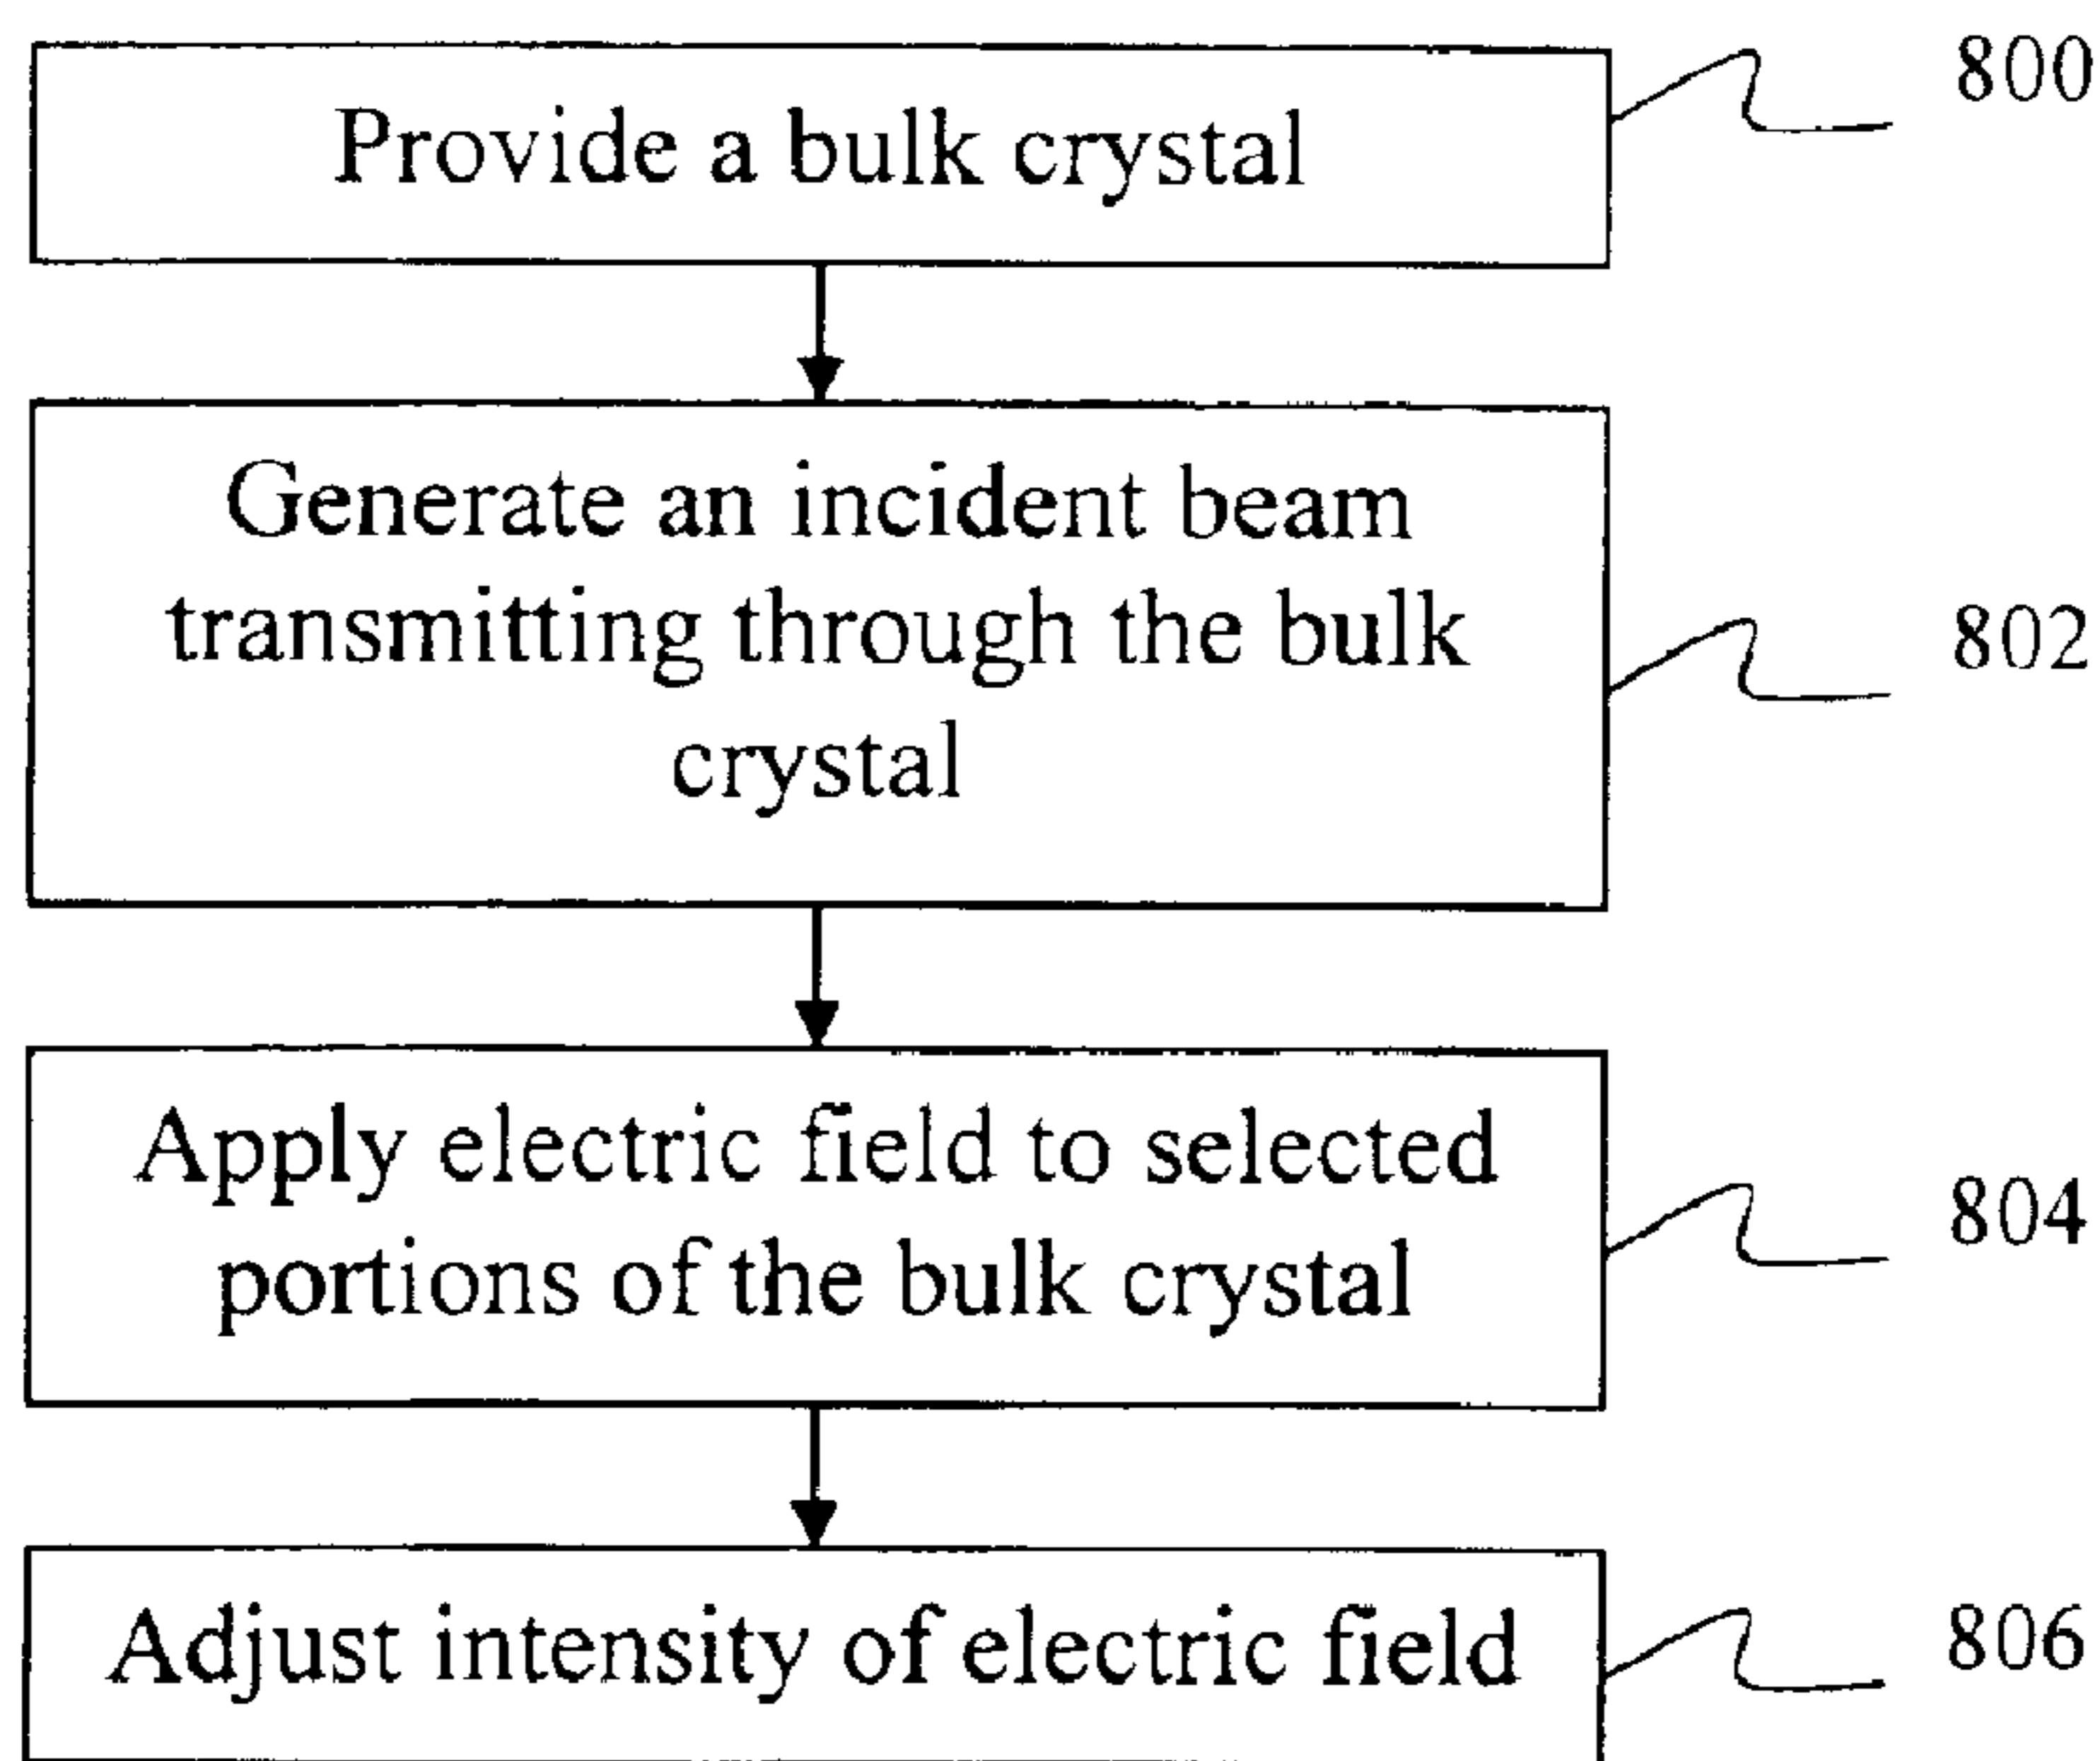 Provide a bulk crystal
800
Generate an incident beam
transmitting through the bulk
crystal
802
Apply electric field to selected
portions of the bulk crystal
804
Adjust intensity of electric field
806